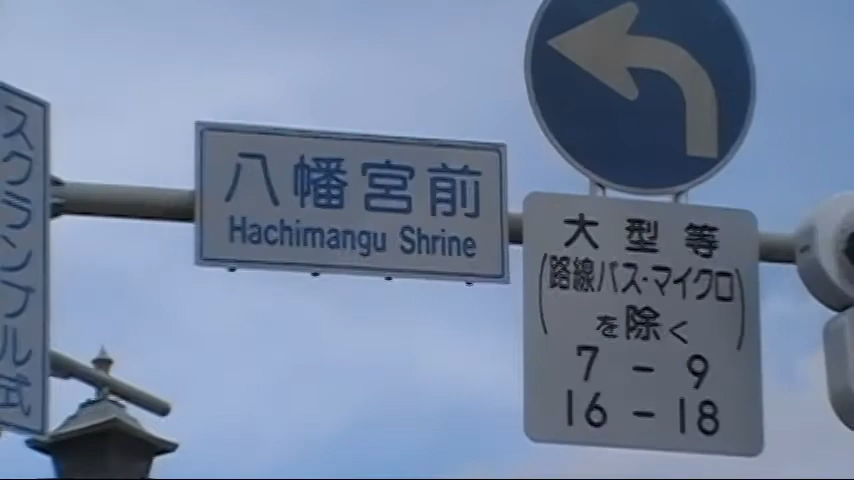 スクランブル式
八幡宮前
Hachimangu Shrine
大型等
(路線バス・マイクロ)
を除く
7-9
16-18